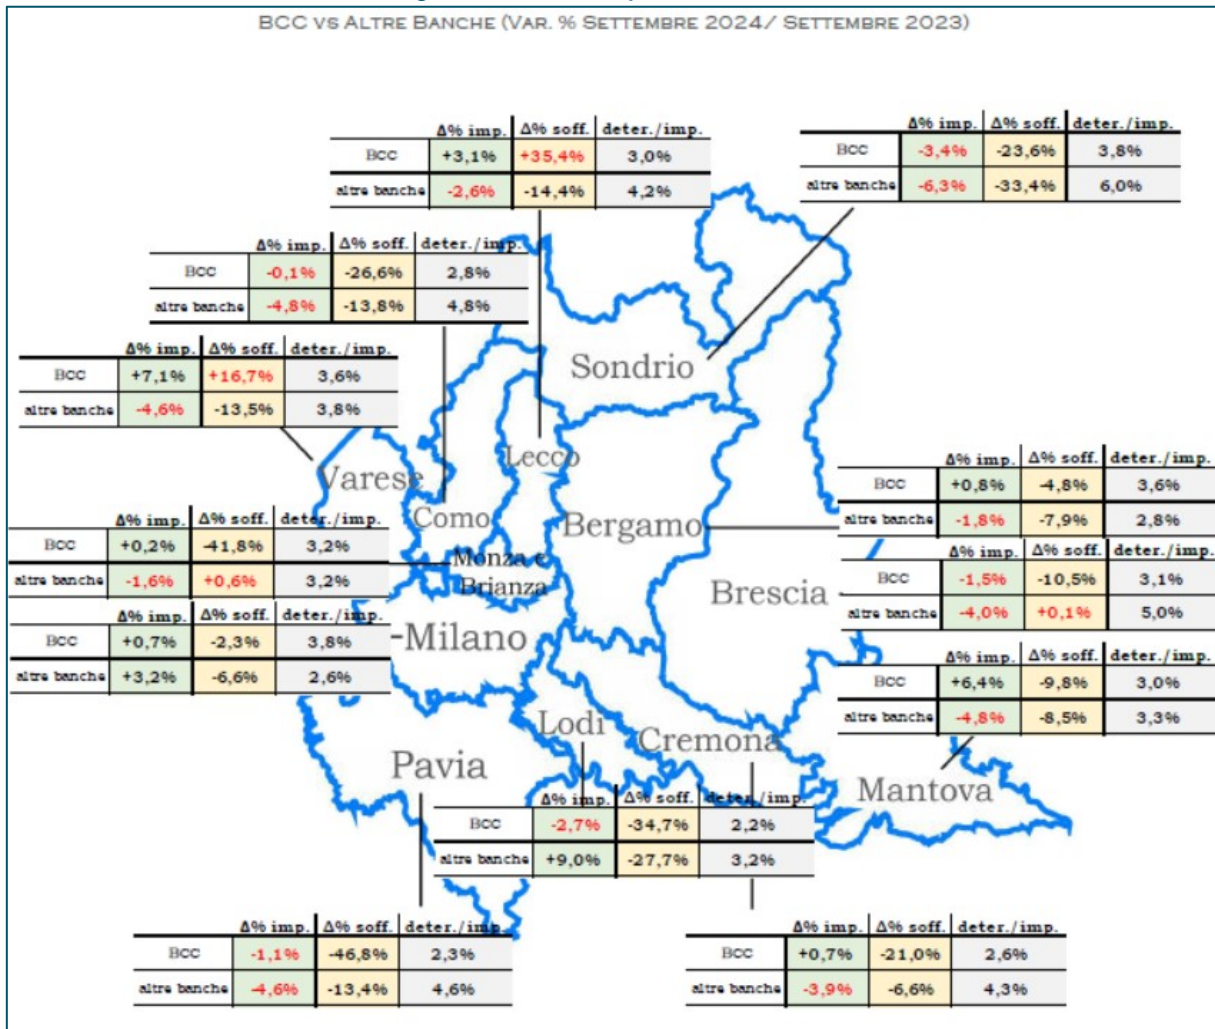 BCC VS ALTRE BANCHE (VAR. % SETTEMBRE 2024/ SETTEMBRE 2023)
Δ% imp. Δ% soff. deter./imp.
BCC +3,1% +35,4% 3,0%
altre banche -2,6% -14,4% 4,2%
Δ% imp. Δ% soff. deter./imp.
BCC -3,4% -23,6% 3,8%
altre banche -6,3% -33,4% 6,0%
Δ% imp. Δ% soff. deter./imp.
BCC -0,1% -26,6% 2,8%
altre banche -4,8% -13,8% 4,8%
Δ% imp. Δ% soff. deter./imp.
BCC +7,1% +16,7% 3,6%
altre banche -4,6% -13,5% 3,8%
Sondrio
Lecco
Varese
Como
Bergamo
Δ% imp. Δ% soff. deter./imp.
BCC +0,8% -4,8% 3,6%
altre banche -1,8% -7,9% 2,8%
Δ% imp. Δ% soff. deter./imp.
BCC +0,2% -41,8% 3,2%
altre banche -1,6% +0,6% 3,2%
Monza e
Brianza
Brescia
Δ% imp. Δ% soff. deter./imp.
BCC -1,5% -10,5% 3,1%
altre banche -4,0% +0,1% 5,0%
Δ% imp. Δ% soff. deter./imp.
BCC +0,7% -2,3% 3,8%
altre banche +3,2% -6,6% 2,6%
Milano
Δ% imp. Δ% soff. deter./imp.
BCC +6,4% -9,8% 3,0%
altre banche -4,8% -8,5% 3,3%
Lodi
Cremona
Pavia
Mantova
Δ% imp. Δ% soff. deter./imp.
BCC -2,7% -34,7% 2,2%
altre banche +9,0% -27,7% 3,2%
Δ% imp. Δ% soff. deter./imp.
BCC -1,1% -46,8% 2,3%
altre banche -4,6% -13,4% 4,6%
Δ% imp. Δ% soff. deter./imp.
BCC +0,7% -21,0% 2,6%
altre banche -3,9% -6,6% 4,3%